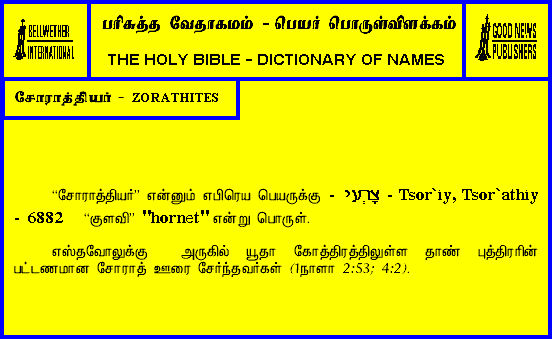 BELLWETHER
INTERNATIONAL
பரிசுத்த வேதாகமம் - பெயர் பொருள்விளக்கம்
THE HOLY BIBLE - DICTIONARY OF NAMES
GOOD NEWS
PUBLISHERS
சோராத்தியர் - ZORATHITES
“சோராத்தியர்” என்னும் எபிரெய பெயருக்கு - צָרְעִי - Tsor`iy, Tsor`athiy
- 6882 “குளவி” "hornet" என்று பொருள்.
எஸ்தவோலுக்கு அருகில் யூதா கோத்திரத்திலுள்ள தாண் புத்திரரின்
பட்டணமான சோராத் ஊரை சேர்ந்தவர்கள் (1நாளா 2:53; 4:2).